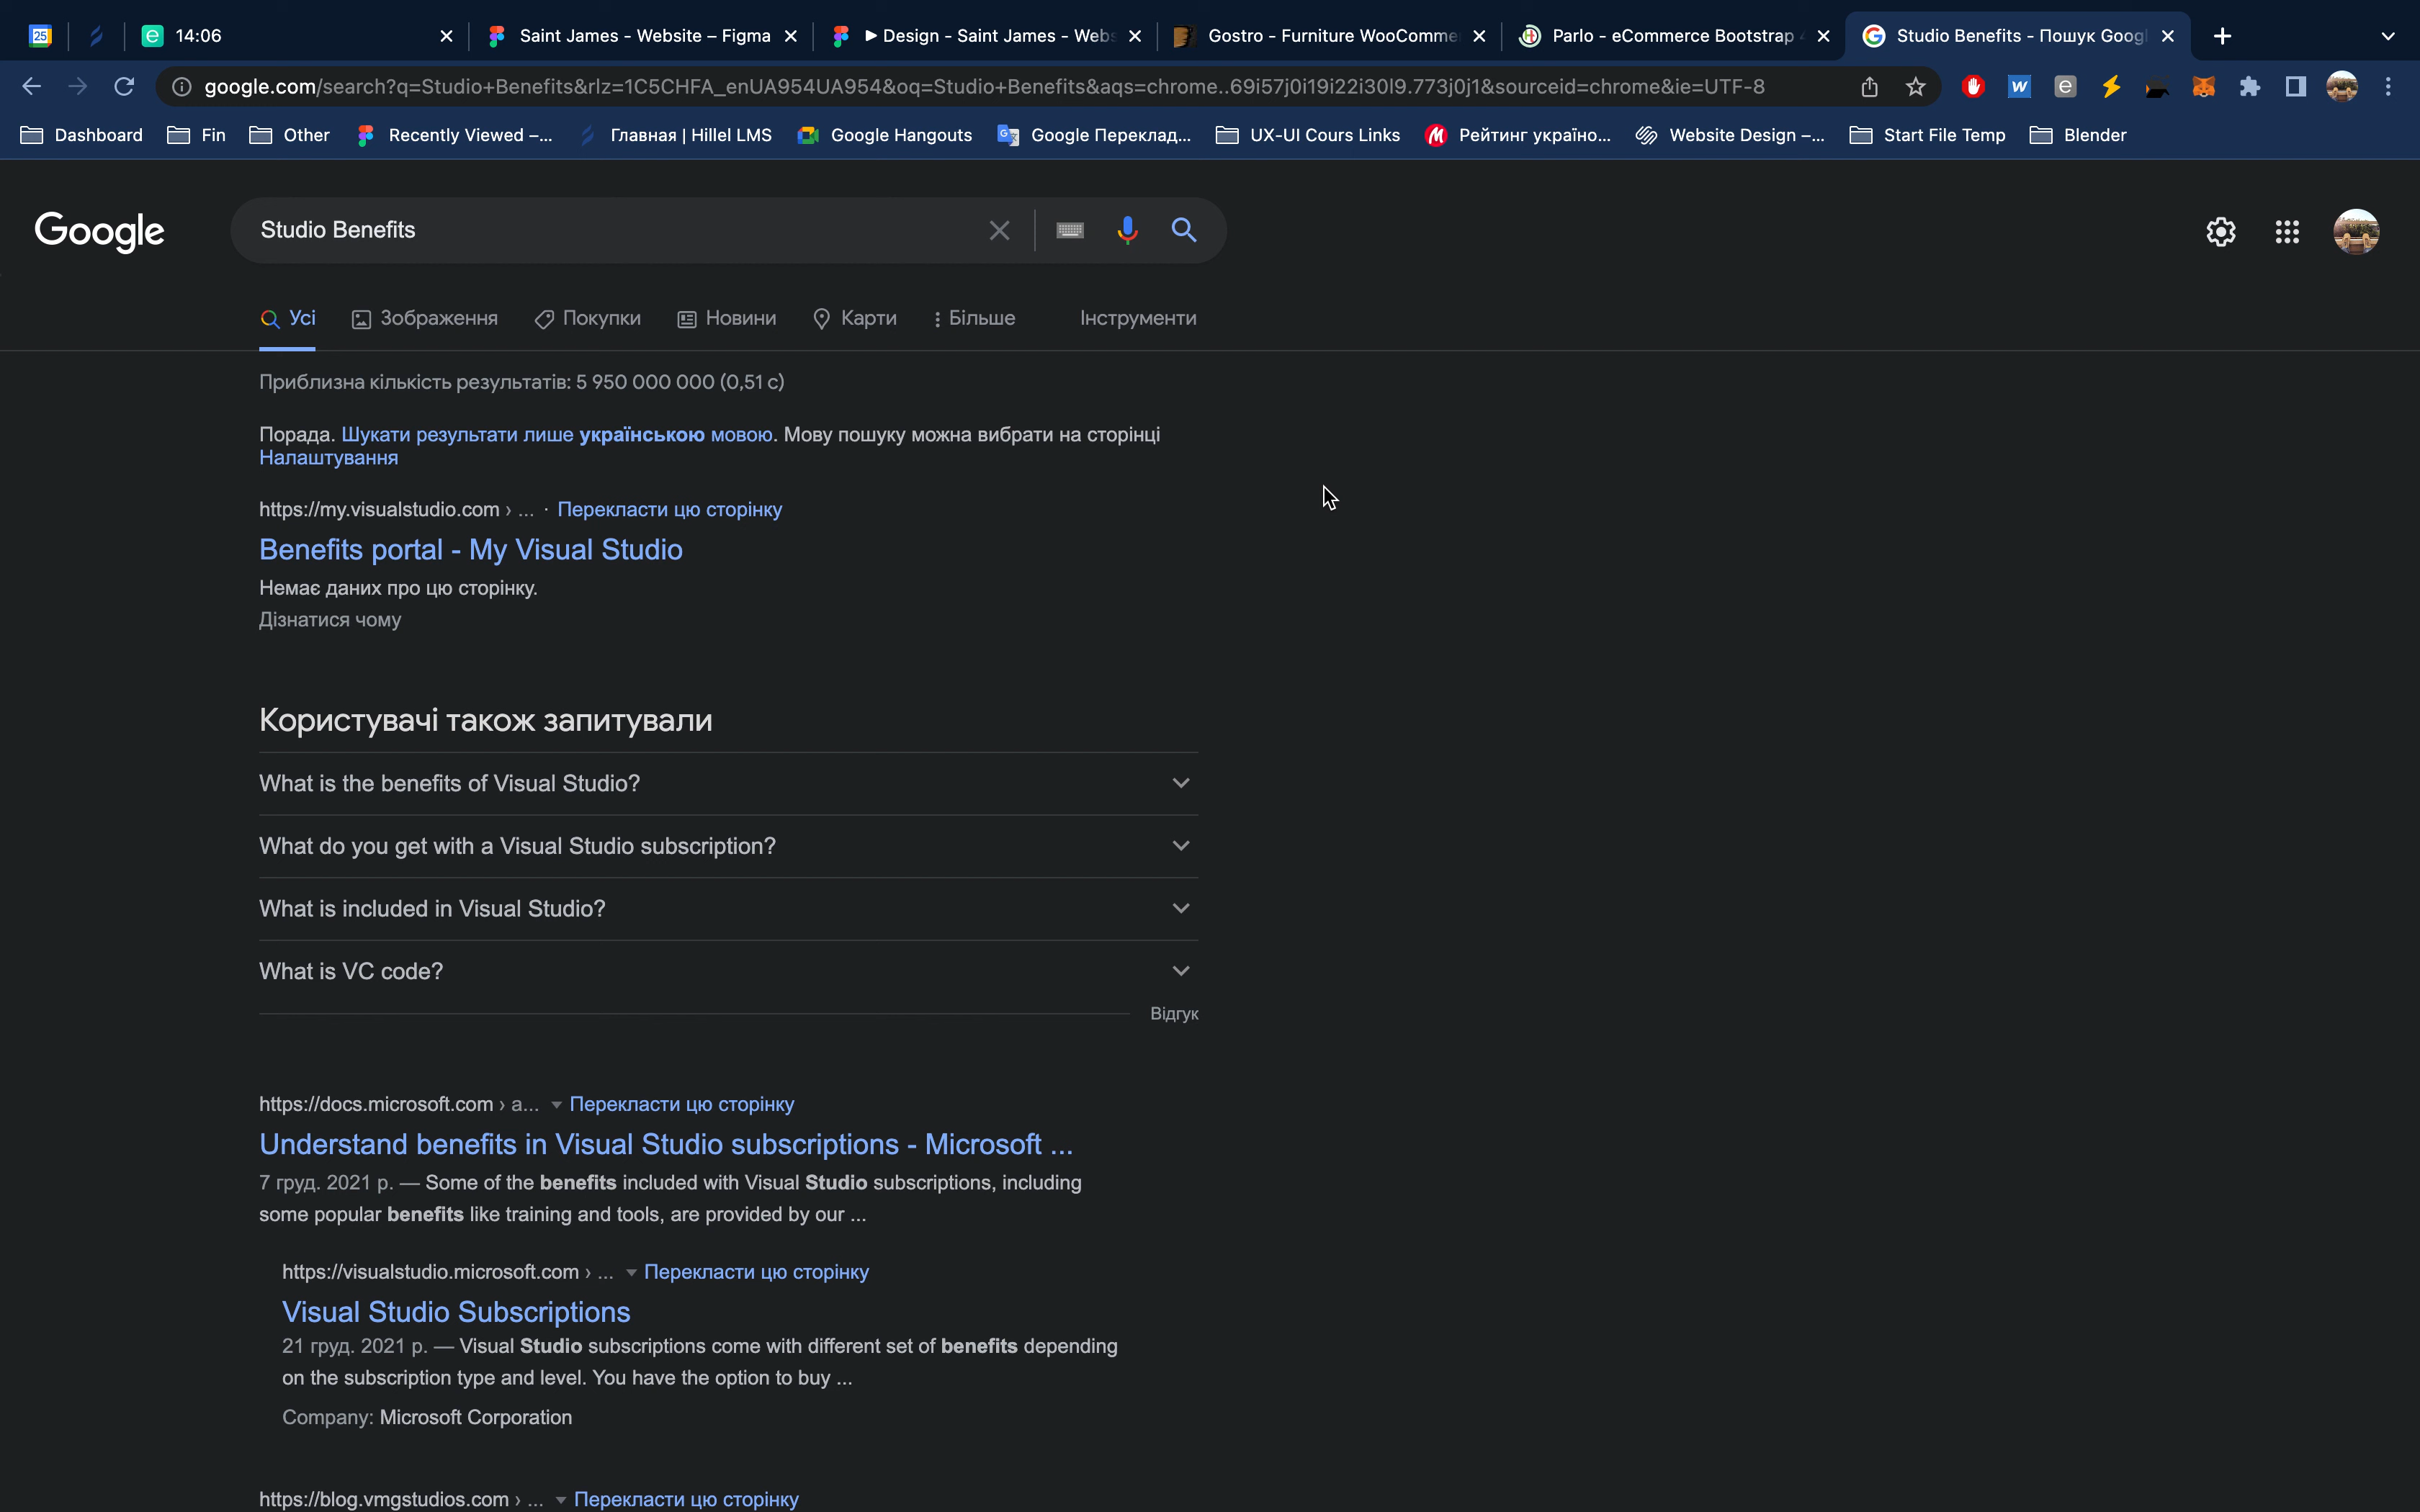 25
14:06
Saint James - Website – Figma
Design - Saint James - Webs
Gostro - Furniture WooComme
Parlo - eCommerce Bootstrap 4
Studio Benefits - Пошук Googl
google.com/search?q=Studio+Benefits&rlz=1C5CHFA_enUA954UA954&oq=Studio+Benefits&aqs=chrome..69i57j0i19i22i30l9.773j0j1&sourceid=chrome&ie=UTF-8
Dashboard
Fin
Other
Recently Viewed –...
Главная | Hillel LMS
Google Hangouts
Google Переклад...
UX-UI Cours Links
Рейтинг україно...
Website Design –...
Start File Temp
Blender
Google
Studio Benefits
Усі
Зображення
Покупки
Новини
Карти
Більше
Інструменти
Приблизна кількість результатів: 5 950 000 000 (0,51 с)
Порада. Шукати результати лише українською мовою. Мову пошуку можна вибрати на сторінці
Налаштування
https://my.visualstudio.com › ... · Перекласти цю сторінку
Benefits portal - My Visual Studio
Немає даних про цю сторінку.
Дізнатися чому
Користувачі також запитували
What is the benefits of Visual Studio?
What do you get with a Visual Studio subscription?
What is included in Visual Studio?
What is VC code?
Відгук
https://docs.microsoft.com › a... Перекласти цю сторінку
Understand benefits in Visual Studio subscriptions - Microsoft ...
7 груд. 2021 р. — Some of the benefits included with Visual Studio subscriptions, including
some popular benefits like training and tools, are provided by our ...
https://visualstudio.microsoft.com › ... Перекласти цю сторінку
Visual Studio Subscriptions
21 груд. 2021 р. — Visual Studio subscriptions come with different set of benefits depending
on the subscription type and level. You have the option to buy ...
Company: Microsoft Corporation
https://blog.vmgstudios.com › ... Перекласти цю сторінку